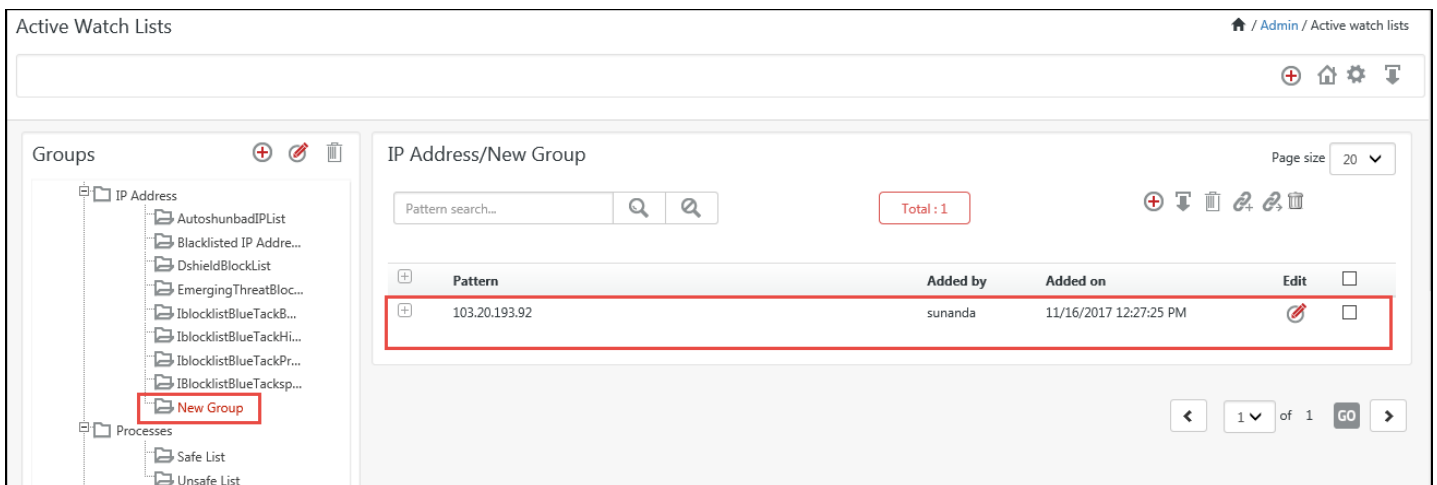 Active Watch Lists
/ Admin / Active watch lists
Groups
IP Address
AutoshunbadIPList
Blacklisted IP Addre...
DshieldBlockList
EmergingThreatBloc...
IblocklistBlueTackB...
IblocklistBlueTackHi...
IblocklistBlueTackPr...
IBlocklistBlueTacksp...
New Group
Processes
Safe List
Unsafe List
IP Address/New Group
Page size 20
Pattern search...
Total : 1
Pattern Added by Added on Edit
103.20.193.92 sunanda 11/16/2017 12:27:25 PM
1 of 1 GO